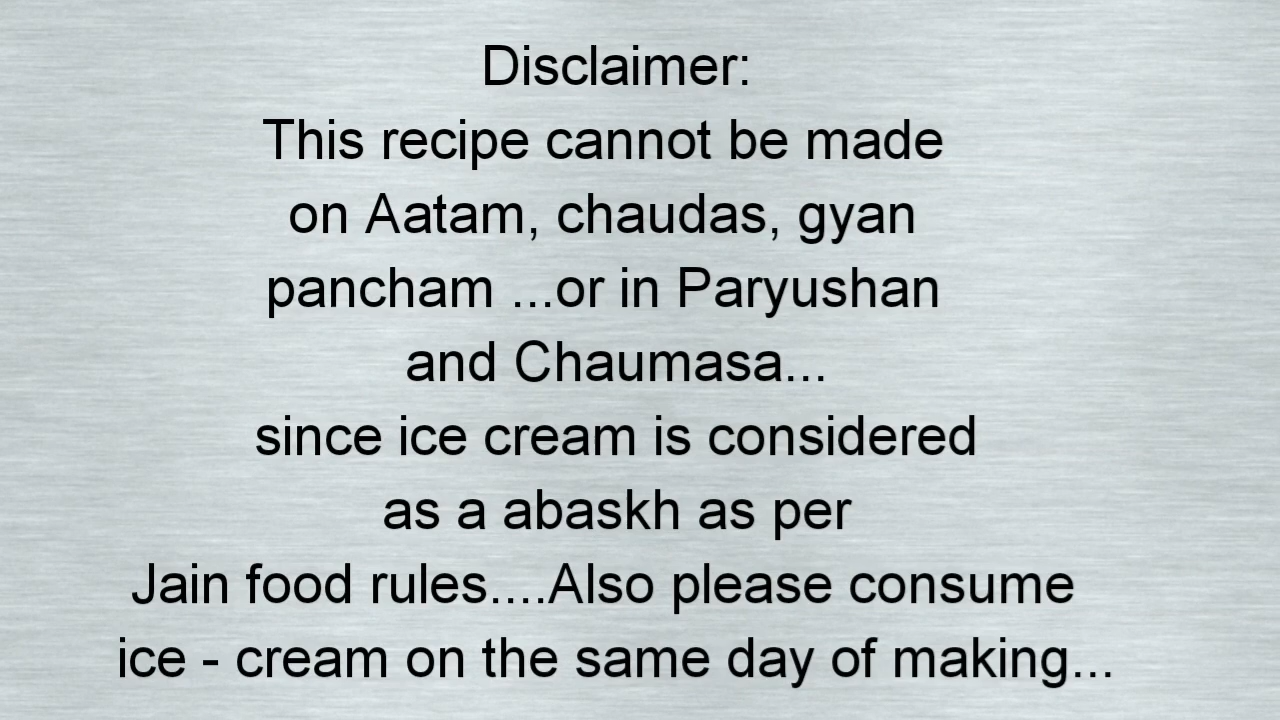 Disclaimer:
This recipe cannot be made
on Aatam, chaudas, gyan
pancham ...or in Paryushan
and Chaumasa...
since ice cream is considered
as a abaskh as per
Jain food rules....Also please consume
ice - cream on the same day of making...